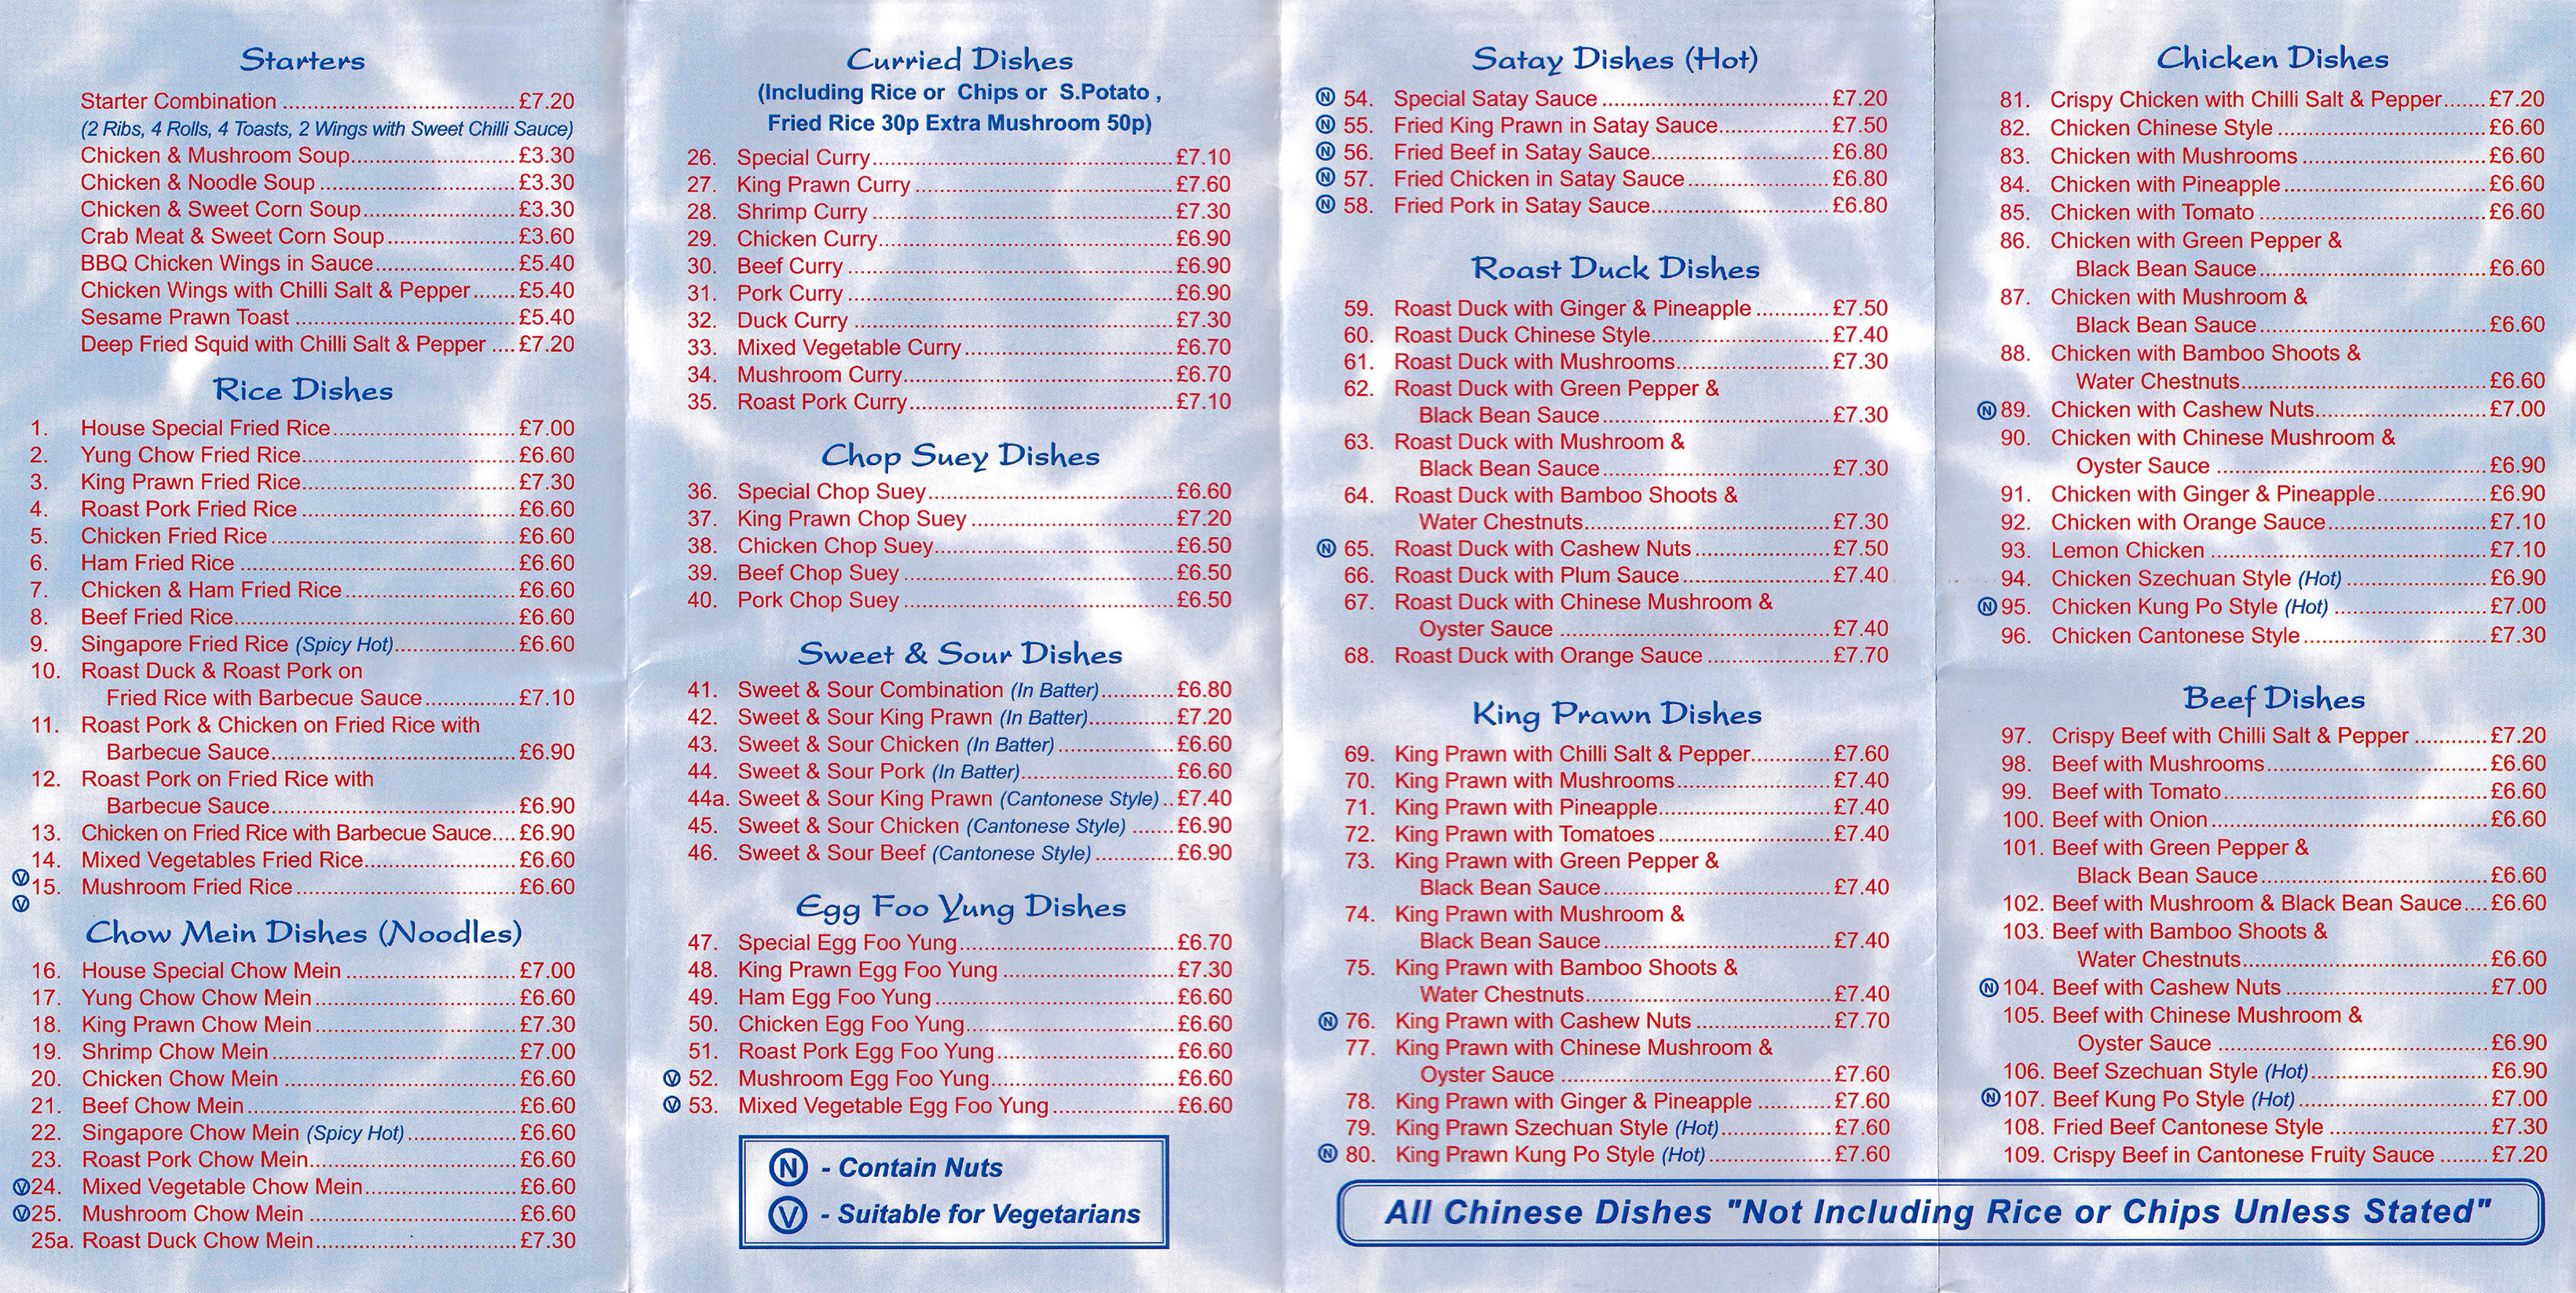 Starters
Starter Combination ................................... £7.20
(2 Ribs, 4 Rolls, 4 Toasts, 2 Wings with Sweet Chilli Sauce)
Chicken & Mushroom Soup......................... £3.30
Chicken & Noodle Soup .............................. £3.30
Chicken & Sweet Corn Soup....................... £3.30
Crab Meat & Sweet Corn Soup ................... £3.60
BBQ Chicken Wings in Sauce..................... £5.40
Chicken Wings with Chilli Salt & Pepper ...... £5.40
Sesame Prawn Toast ................................. £5.40
Deep Fried Squid with Chilli Salt & Pepper .... £7.20
Rice Dishes
1. House Special Fried Rice........................... £7.00
2. Yung Chow Fried Rice................................ £6.60
3. King Prawn Fried Rice................................ £7.30
4. Roast Pork Fried Rice ................................ £6.60
5. Chicken Fried Rice ..................................... £6.60
6. Ham Fried Rice .......................................... £6.60
7. Chicken & Ham Fried Rice ......................... £6.60
8. Beef Fried Rice........................................... £6.60
9. Singapore Fried Rice (Spicy Hot)................. £6.60
10. Roast Duck & Roast Pork on
Fried Rice with Barbecue Sauce.............. £7.10
11. Roast Pork & Chicken on Fried Rice with
Barbecue Sauce..................................... £6.90
12. Roast Pork on Fried Rice with
Barbecue Sauce..................................... £6.90
13. Chicken on Fried Rice with Barbecue Sauce.... £6.90
14. Mixed Vegetables Fried Rice....................... £6.60
Ⓥ 15. Mushroom Fried Rice ................................. £6.60
Ⓥ
Chow Mein Dishes (Noodles)
16. House Special Chow Mein .......................... £7.00
17. Yung Chow Chow Mein .............................. £6.60
18. King Prawn Chow Mein .............................. £7.30
19. Shrimp Chow Mein ..................................... £7.00
20. Chicken Chow Mein ................................... £6.60
21. Beef Chow Mein ......................................... £6.60
22. Singapore Chow Mein (Spicy Hot) ................ £6.60
23. Roast Pork Chow Mein............................... £6.60
Ⓥ 24. Mixed Vegetable Chow Mein....................... £6.60
Ⓥ 25. Mushroom Chow Mein ............................... £6.60
25a. Roast Duck Chow Mein.............................. £7.30
Curried Dishes
(Including Rice or Chips or S.Potato ,
Fried Rice 30p Extra Mushroom 50p)
26. Special Curry............................................. £7.10
27. King Prawn Curry ...................................... £7.60
28. Shrimp Curry ............................................. £7.30
29. Chicken Curry............................................ £6.90
30. Beef Curry ................................................. £6.90
31. Pork Curry ................................................. £6.90
32. Duck Curry ................................................ £7.30
33. Mixed Vegetable Curry ............................... £6.70
34. Mushroom Curry........................................ £6.70
35. Roast Pork Curry....................................... £7.10
Chop Suey Dishes
36. Special Chop Suey..................................... £6.60
37. King Prawn Chop Suey .............................. £7.20
38. Chicken Chop Suey.................................... £6.50
39. Beef Chop Suey ........................................ £6.50
40. Pork Chop Suey ........................................ £6.50
Sweet & Sour Dishes
41. Sweet & Sour Combination (In Batter)........... £6.80
42. Sweet & Sour King Prawn (In Batter)............. £7.20
43. Sweet & Sour Chicken (In Batter) ................. £6.60
44. Sweet & Sour Pork (In Batter)....................... £6.60
44a. Sweet & Sour King Prawn (Cantonese Style) .. £7.40
45. Sweet & Sour Chicken (Cantonese Style) ...... £6.90
46. Sweet & Sour Beef (Cantonese Style) ............ £6.90
Egg Foo Yung Dishes
47. Special Egg Foo Yung................................ £6.70
48. King Prawn Egg Foo Yung ......................... £7.30
49. Ham Egg Foo Yung.................................... £6.60
50. Chicken Egg Foo Yung............................... £6.60
51. Roast Pork Egg Foo Yung.......................... £6.60
Ⓥ 52. Mushroom Egg Foo Yung........................... £6.60
Ⓥ 53. Mixed Vegetable Egg Foo Yung ................. £6.60
Ⓝ - Contain Nuts
Ⓥ - Suitable for Vegetarians
Satay Dishes (Hot)
Ⓝ 54. Special Satay Sauce .................................. £7.20
Ⓝ 55. Fried King Prawn in Satay Sauce................ £7.50
Ⓝ 56. Fried Beef in Satay Sauce.......................... £6.80
Ⓝ 57. Fried Chicken in Satay Sauce ..................... £6.80
Ⓝ 58. Fried Pork in Satay Sauce.......................... £6.80
Roast Duck Dishes
59. Roast Duck with Ginger & Pineapple ........... £7.50
60. Roast Duck Chinese Style.......................... £7.40
61. Roast Duck with Mushrooms...................... £7.30
62. Roast Duck with Green Pepper &
Black Bean Sauce .................................. £7.30
63. Roast Duck with Mushroom &
Black Bean Sauce .................................. £7.30
64. Roast Duck with Bamboo Shoots &
Water Chestnuts..................................... £7.30
Ⓝ 65. Roast Duck with Cashew Nuts .................... £7.50
66. Roast Duck with Plum Sauce...................... £7.40
67. Roast Duck with Chinese Mushroom &
Oyster Sauce ......................................... £7.40
68. Roast Duck with Orange Sauce .................. £7.70
King Prawn Dishes
69. King Prawn with Chilli Salt & Pepper............ £7.60
70. King Prawn with Mushrooms....................... £7.40
71. King Prawn with Pineapple......................... £7.40
72. King Prawn with Tomatoes ......................... £7.40
73. King Prawn with Green Pepper &
Black Bean Sauce .................................. £7.40
74. King Prawn with Mushroom &
Black Bean Sauce .................................. £7.40
75. King Prawn with Bamboo Shoots &
Water Chestnuts..................................... £7.40
Ⓝ 76. King Prawn with Cashew Nuts .................... £7.70
77. King Prawn with Chinese Mushroom &
Oyster Sauce ......................................... £7.60
78. King Prawn with Ginger & Pineapple ........... £7.60
79. King Prawn Szechuan Style (Hot)................. £7.60
Ⓝ 80. King Prawn Kung Po Style (Hot) ................... £7.60
Chicken Dishes
81. Crispy Chicken with Chilli Salt & Pepper...... £7.20
82. Chicken Chinese Style ............................... £6.60
83. Chicken with Mushrooms ........................... £6.60
84. Chicken with Pineapple .............................. £6.60
85. Chicken with Tomato .................................. £6.60
86. Chicken with Green Pepper &
Black Bean Sauce .................................. £6.60
87. Chicken with Mushroom &
Black Bean Sauce .................................. £6.60
88. Chicken with Bamboo Shoots &
Water Chestnuts..................................... £6.60
Ⓝ 89. Chicken with Cashew Nuts......................... £7.00
90. Chicken with Chinese Mushroom &
Oyster Sauce ......................................... £6.90
91. Chicken with Ginger & Pineapple................ £6.90
92. Chicken with Orange Sauce....................... £7.10
93. Lemon Chicken ......................................... £7.10
94. Chicken Szechuan Style (Hot) .................... £6.90
Ⓝ 95. Chicken Kung Po Style (Hot) ...................... £7.00
96. Chicken Cantonese Style ........................... £7.30
Beef Dishes
97. Crispy Beef with Chilli Salt & Pepper .......... £7.20
98. Beef with Mushrooms................................ £6.60
99. Beef with Tomato....................................... £6.60
100. Beef with Onion ......................................... £6.60
101. Beef with Green Pepper &
Black Bean Sauce.................................. £6.60
102. Beef with Mushroom & Black Bean Sauce.... £6.60
103. Beef with Bamboo Shoots &
Water Chestnuts..................................... £6.60
Ⓝ 104. Beef with Cashew Nuts .............................. £7.00
105. Beef with Chinese Mushroom &
Oyster Sauce ......................................... £6.90
106. Beef Szechuan Style (Hot) .......................... £6.90
Ⓝ 107. Beef Kung Po Style (Hot) ............................ £7.00
108. Fried Beef Cantonese Style ....................... £7.30
109. Crispy Beef in Cantonese Fruity Sauce ....... £7.20
All Chinese Dishes "Not Including Rice or Chips Unless Stated"